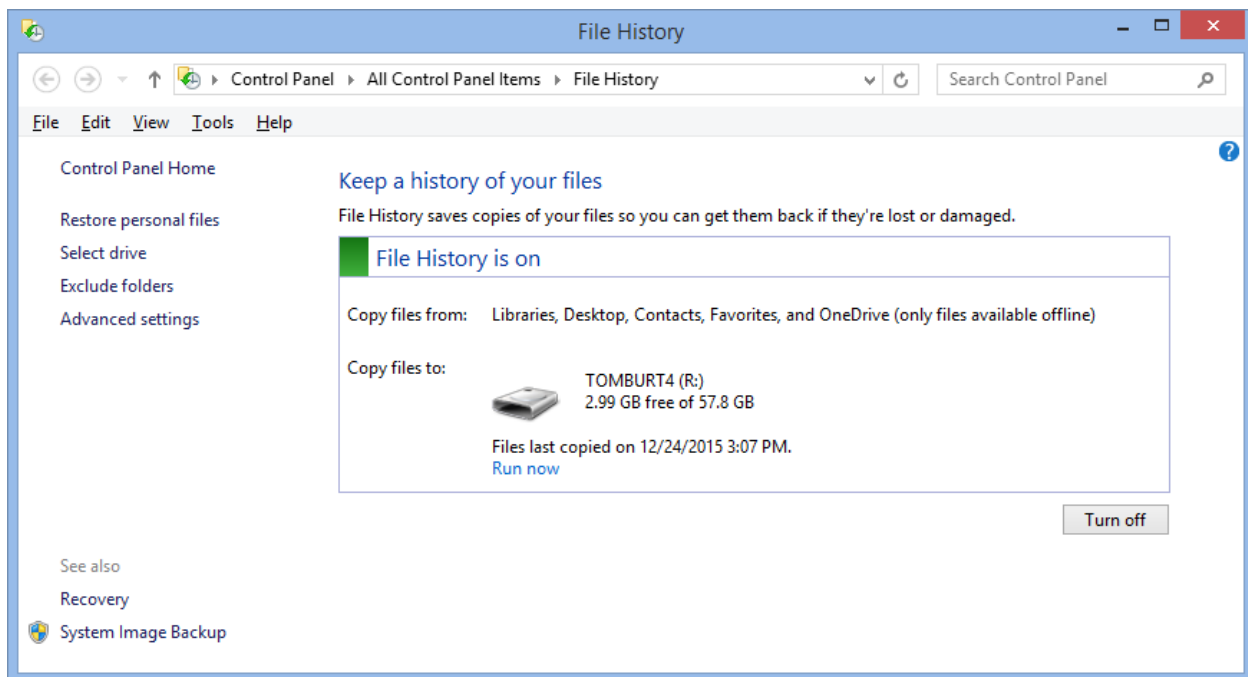 File History
Control Panel ▸ All Control Panel Items ▸ File History
Search Control Panel
File Edit View Tools Help
Control Panel Home
Restore personal files
Select drive
Exclude folders
Advanced settings
Keep a history of your files
File History saves copies of your files so you can get them back if they're lost or damaged.
File History is on
Copy files from: Libraries, Desktop, Contacts, Favorites, and OneDrive (only files available offline)
Copy files to:
TOMBURT4 (R:)
2.99 GB free of 57.8 GB
Files last copied on 12/24/2015 3:07 PM.
Run now
Turn off
See also
Recovery
System Image Backup